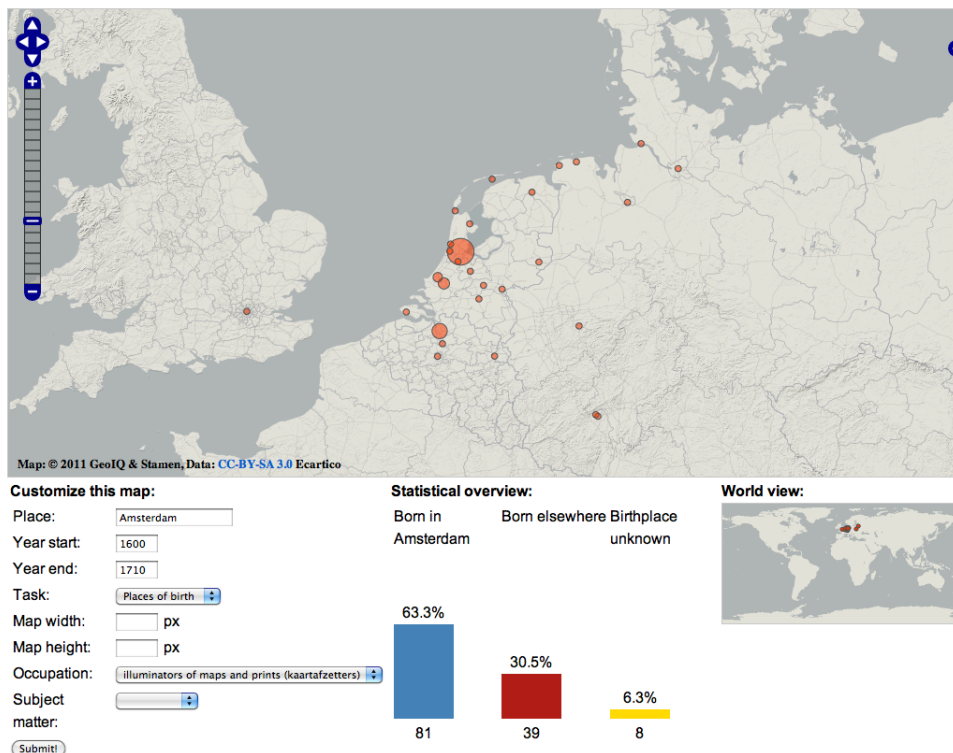 Map: © 2011 GeoIQ & Stamen, Data: CC-BY-SA 3.0 Ecartico
Customize this map:
Place: Amsterdam
Year start: 1600
Year end: 1710
Task: Places of birth
Map width: px
Map height: px
Occupation: illuminators of maps and prints (kaartafzetters)
Subject
matter:
Submit!
Statistical overview:
Born in Amsterdam
Born elsewhere
Birthplace unknown
63.3%
30.5%
6.3%
81
39
8
World view: